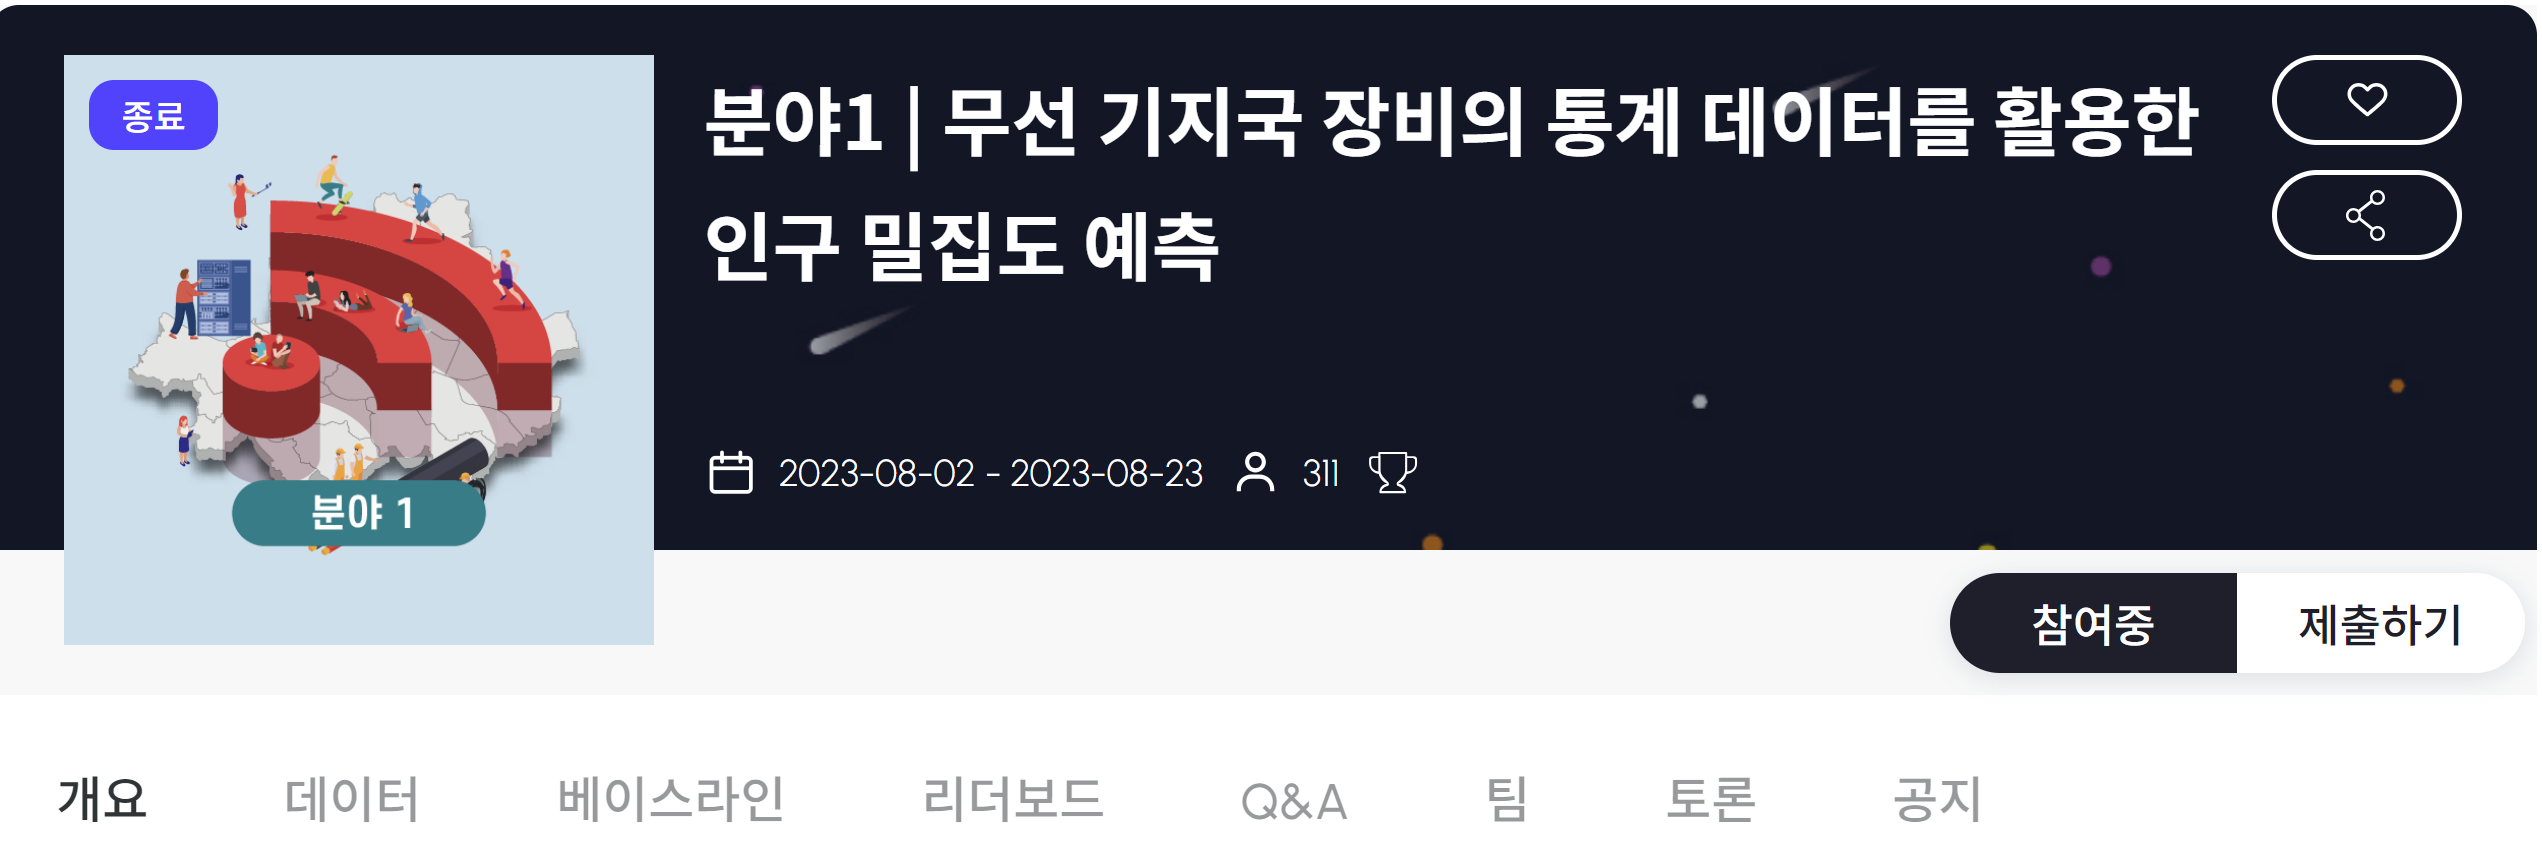 종료
분야1 | 무선 기지국 장비의 통계 데이터를 활용한
인구 밀집도 예측
2023-08-02 - 2023-08-23 311
분야 1
참여중 제출하기
개요 데이터 베이스라인 리더보드 Q&A 팀 토론 공지